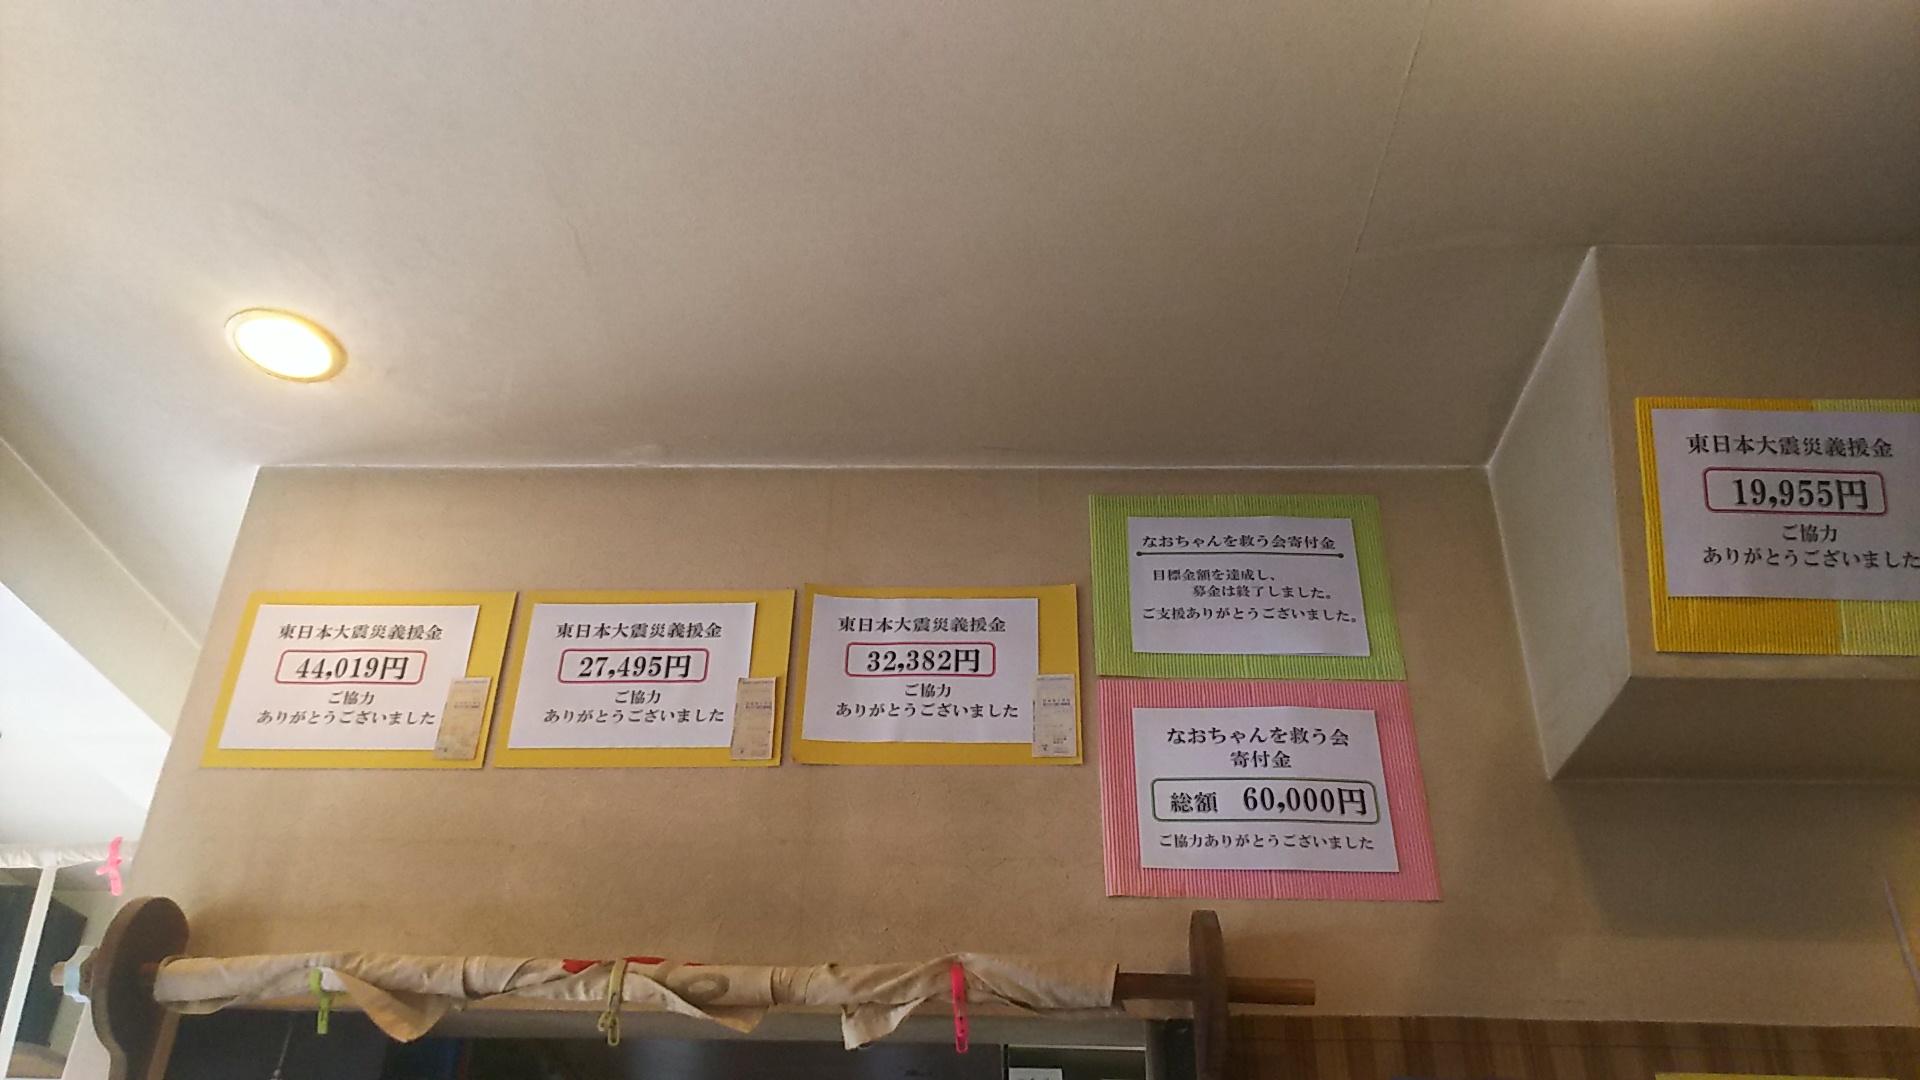 東日本大震災義援金
44,019円
ご協力
ありがとうございました
東日本大震災義援金
27,495円
ご協力
ありがとうございました
東日本大震災義援金
32,382円
ご協力
ありがとうございました
なおちゃんを救う会寄付金
目標金額を達成し、
募金は終了しました。
ご支援ありがとうございました。
なおちゃんを救う会
寄付金
総額 60,000円
ご協力ありがとうございました
東日本大震災義援金
19,955円
ご協力
ありがとうございました